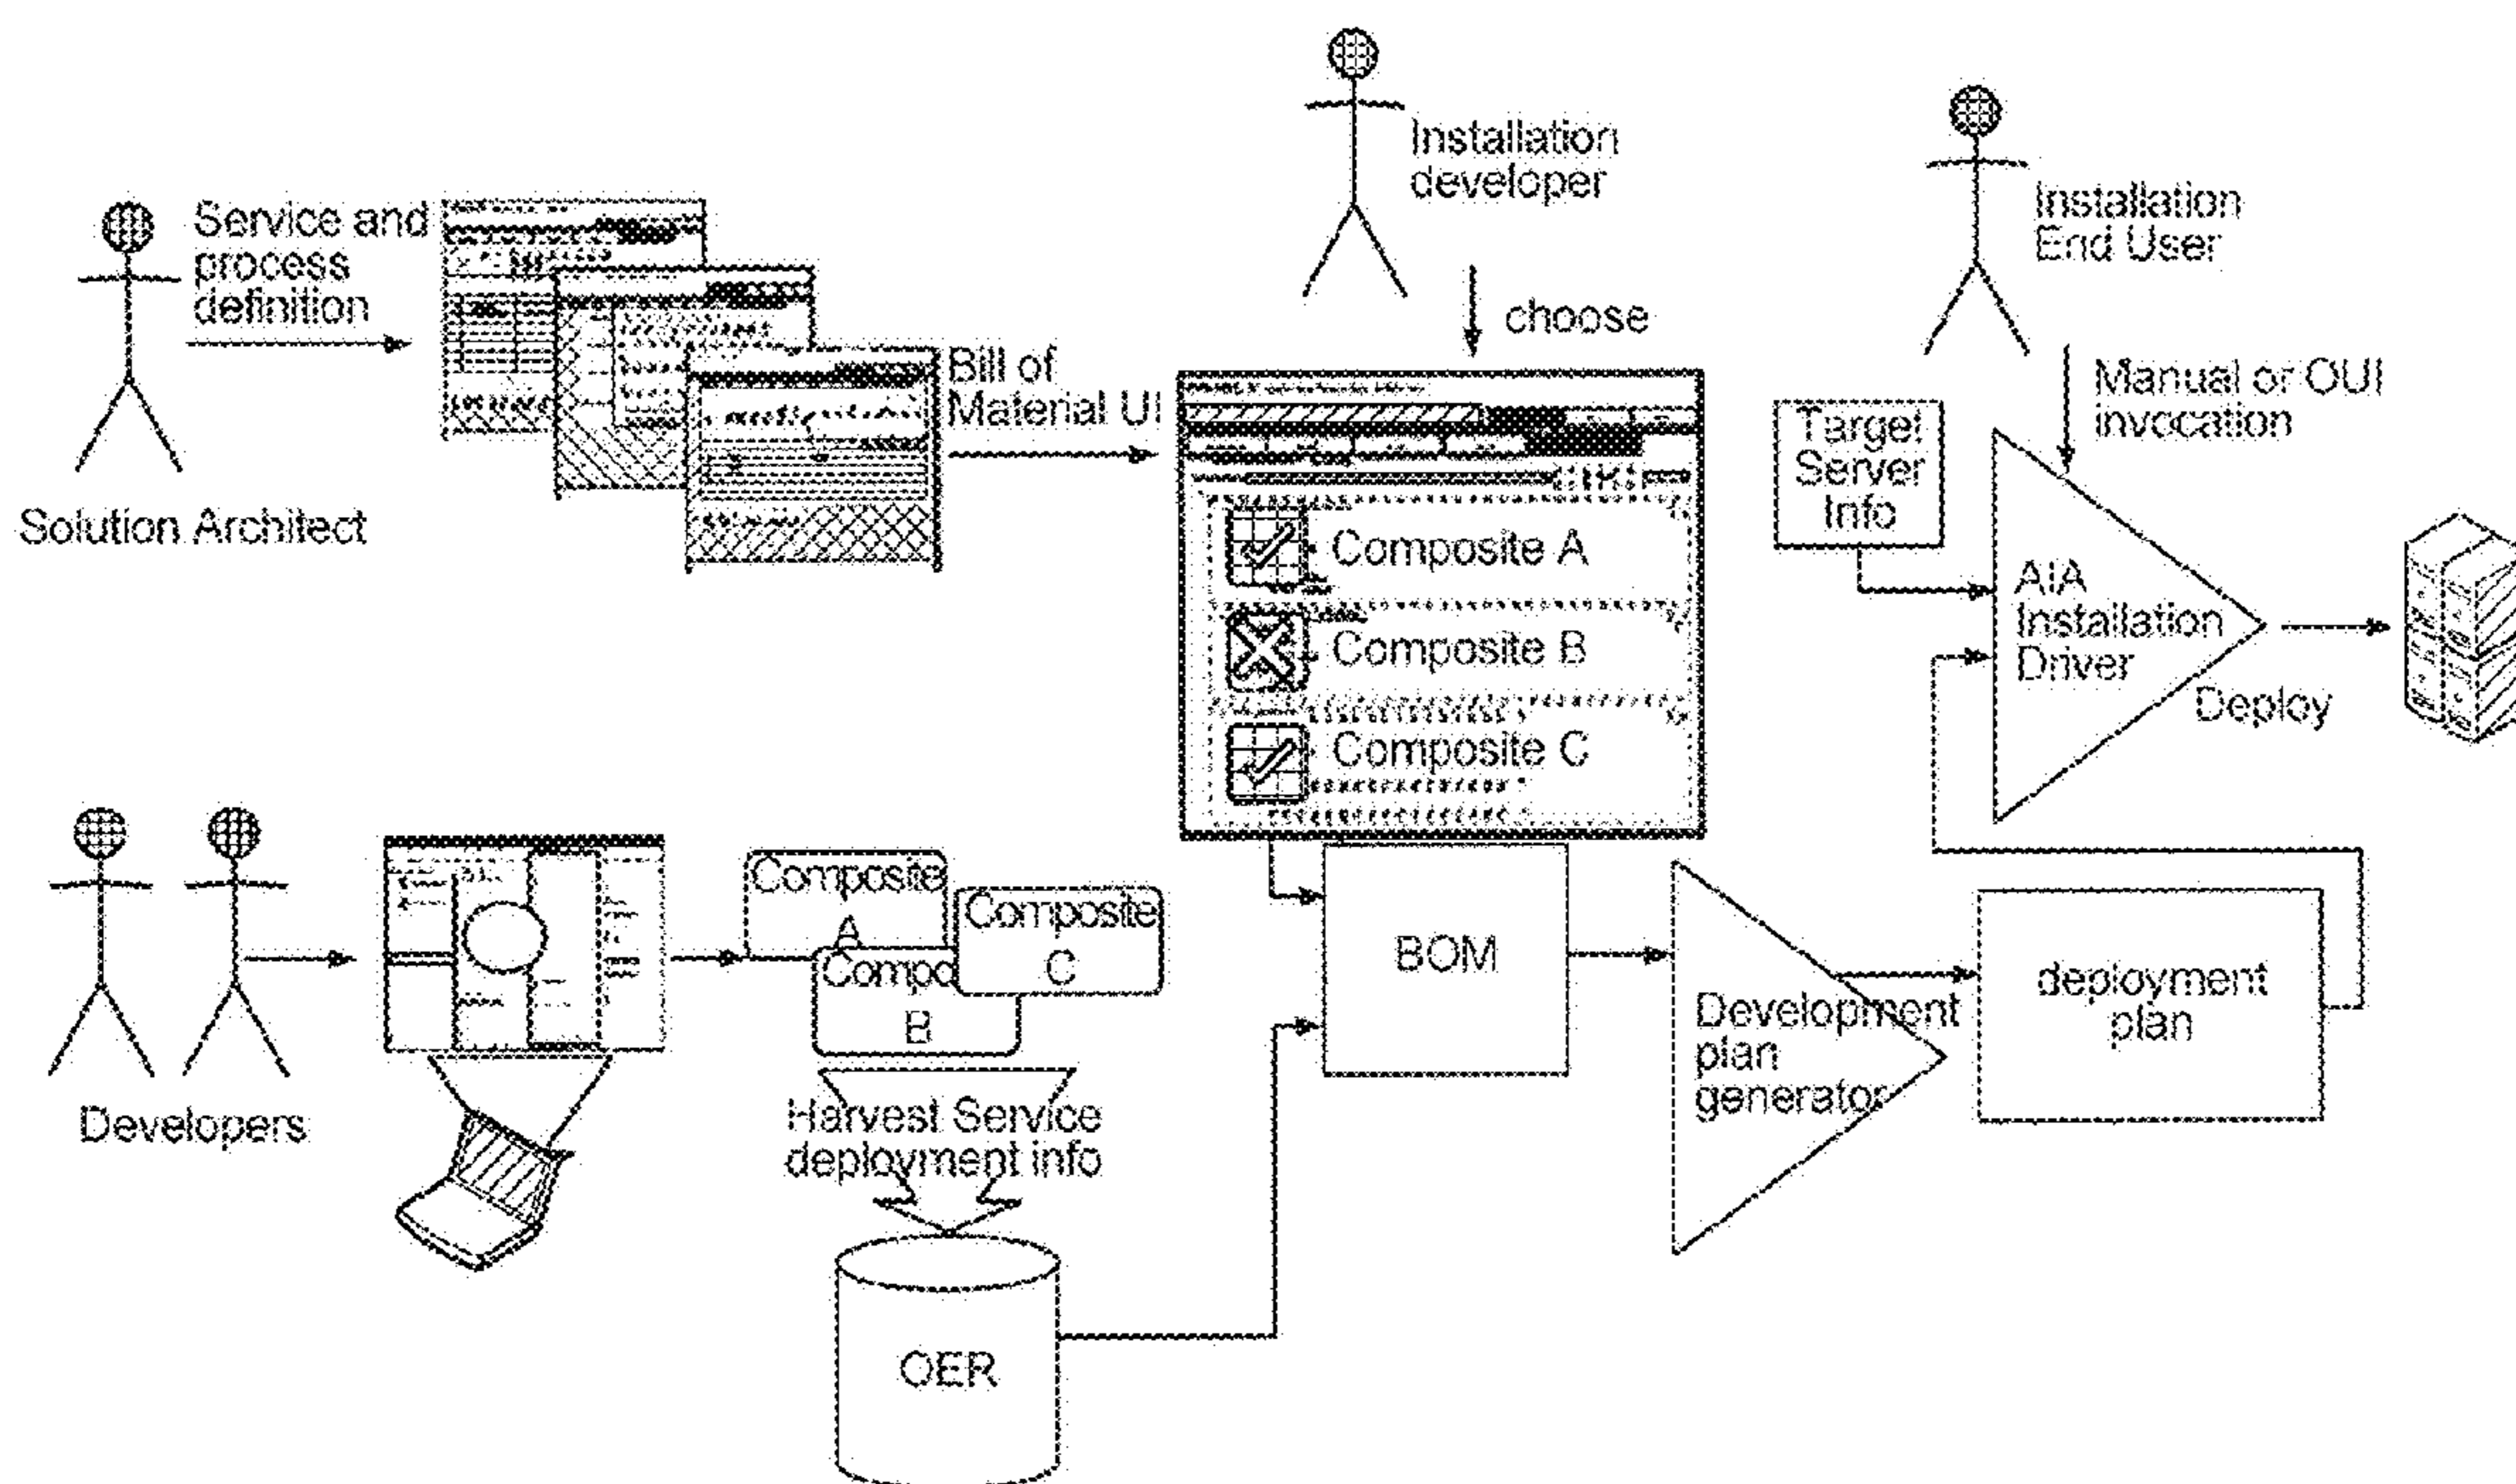 Installation
developer
Installation
End User
Service and
process
definition
Solution Architect
Bill of
Material UI
choose
Manual or OUI
invocation
Target
Server
Info
Composite A
Composite B
Composite C
AIA
Installation
Driver
Deploy
Developers
Composite
A
Composite
C
Compo
B
Harvest Service
deployment info
OER
BOM
Development
plan
generator
deployment
plan